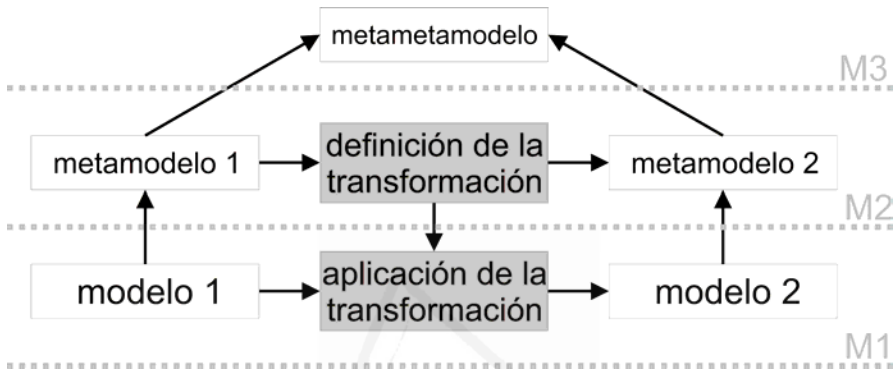 metametamodelo
M3
metamodelo 1
definición de la
transformación
metamodelo 2
M2
modelo 1
aplicación de la
transformación
modelo 2
M1